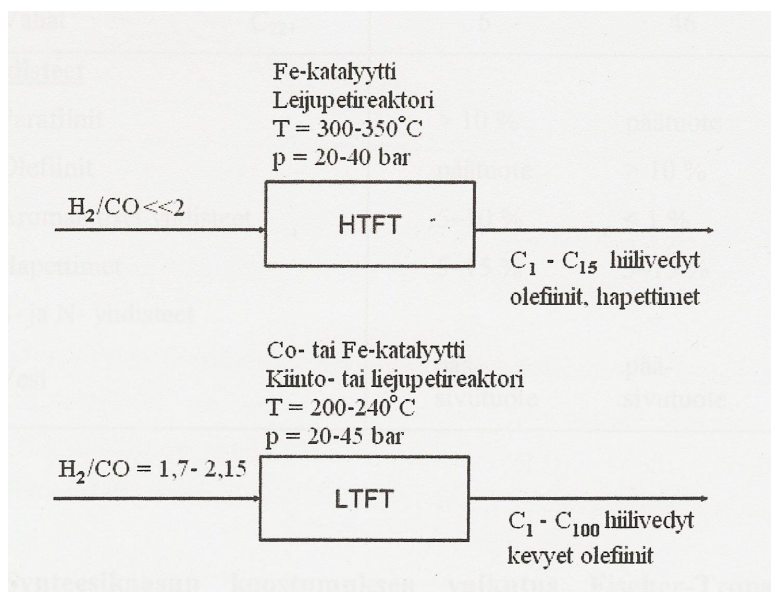 Fe-katalyytti
Leijupetireaktori
T = 300-350°C
p = 20-40 bar
H₂/CO<<2
HTFT
C₁ - C₁₅ hiilivedyt
olefiinit, hapettimet
Co- tai Fe-katalyytti
Kiinto- tai liejupetireaktori
T = 200-240°C
p = 20-45 bar
H₂/CO = 1,7- 2,15
LTFT
C₁ - C₁₀₀ hiilivedyt
kevyet olefiinit